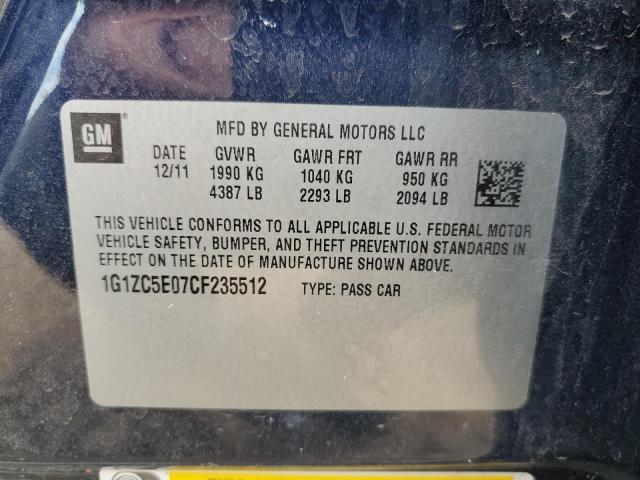 GM
MFD BY GENERAL MOTORS LLC
DATE GVWR GAWR FRT GAWR RR
12/11 1990 KG 1040 KG 950 KG
4387 LB 2293 LB 2094 LB
THIS VEHICLE CONFORMS TO ALL APPLICABLE U.S. FEDERAL MOTOR
VEHICLE SAFETY, BUMPER, AND THEFT PREVENTION STANDARDS IN
EFFECT ON THE DATE OF MANUFACTURE SHOWN ABOVE.
1G1ZC5E07CF235512 TYPE: PASS CAR